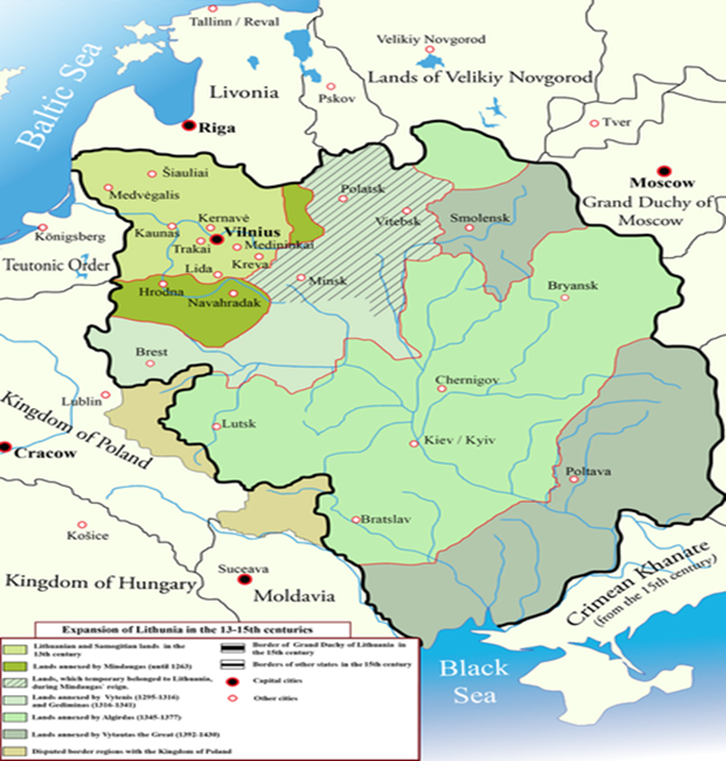 Tallinn / Reval
Velikiy Novgorod
Baltic Sea
Lands of Velikiy Novgorod
Livonia
Pskov
Riga
Tver
Moscow
Grand Duchy of
Moscow
Šiauliai
Medvėgalis
Polatsk
Vitebsk
Smolensk
Kernavė
Kaunas
Vilnius
Trakai
Medininkai
Kreva
Lida
Königsberg
Teutonic Order
Hrodna
Navahradak
Minsk
Bryansk
Brest
Lublin
Kingdom of Poland
Cracow
Chernigov
Lutsk
Kiev / Kyiv
Poltava
Bratslav
Košice
Suceava
Kingdom of Hungary
Moldavia
Crimean Khanate
(from the 15th century)
Black
Sea
Expansion of Lithunia in the 13-15th centuries
Lithuanian and Samogitian lands in the
13th century
Lands annexed by Mindaugas (until 1263)
Lands, which temporary belonged to Lithuania,
during Mindaugas` reign.
Lands annexed by Vytenis (1295-1316)
and Gediminas (1316-1341)
Lands annexed by Algirdas (1345-1377)
Lands annexed by Vytautas the Great (1392-1430)
Disputed border regions with the Kingdom of Poland
Border of Grand Duchy of Lithuania in
the 15th century
Borders of other states in the 15th century
Capital cities
Other cities